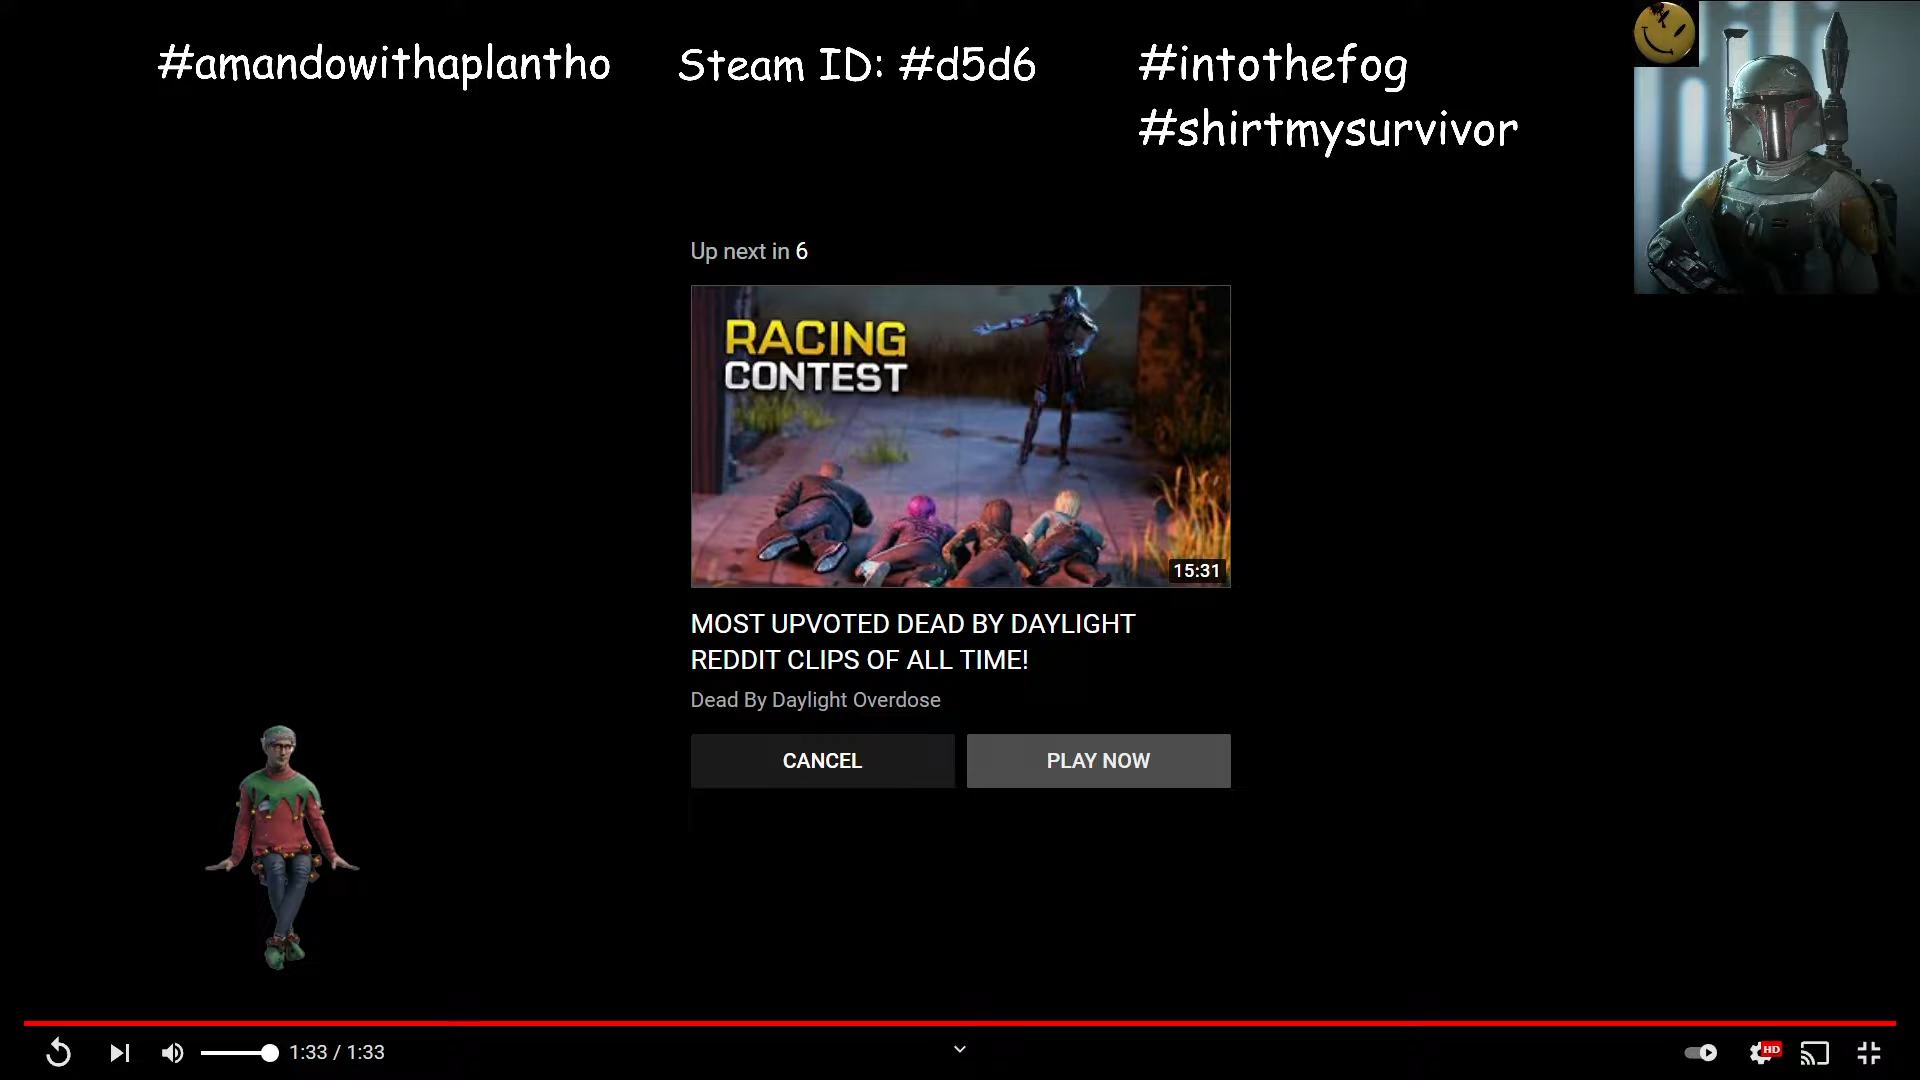 #amandowithaplantho
Steam ID: #d5d6
#intothefog
#shirtmysurvivor
Up next in 6
RACING
CONTEST
15:31
MOST UPVOTED DEAD BY DAYLIGHT
REDDIT CLIPS OF ALL TIME!
Dead By Daylight Overdose
CANCEL
PLAY NOW
1:33 / 1:33
HD